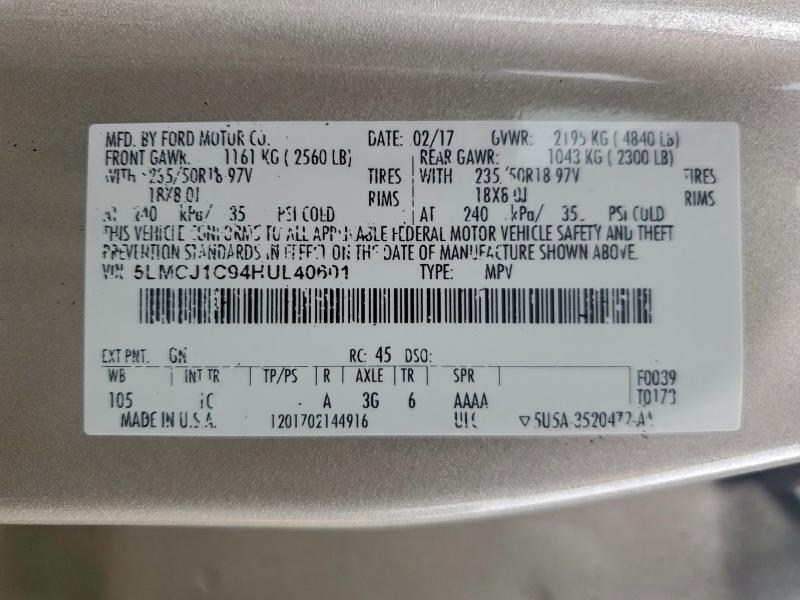 MFD. BY FORD MOTOR CO. DATE: 02/17 GVWR: 2195 KG ( 4840 LB)
FRONT GAWR: 1161 KG ( 2560 LB) REAR GAWR: 1043 KG ( 2300 LB)
WITH 235/50R18 97V TIRES WITH 235/50R18 97V TIRES
18X8.0J RIMS 18X8.0J RIMS
AT 240 kPa/ 35 PSI COLD AT 240 kPa/ 35 PSI COLD
THIS VEHICLE CONFORMS TO ALL APPLICABLE FEDERAL MOTOR VEHICLE SAFETY AND THEFT
PREVENTION STANDARDS IN EFFECT ON THE DATE OF MANUFACTURE SHOWN ABOVE.
VIN: 5LMCJ1C94HUL40601 TYPE: MPV
EXT PNT: GN RC: 45 DSO:
WB INT TR TP/PS R AXLE TR SPR F0039
105 A 3G 6 AAAA T0173
MADE IN U.S.A. 1201702144916 5U5A-3520472-AA